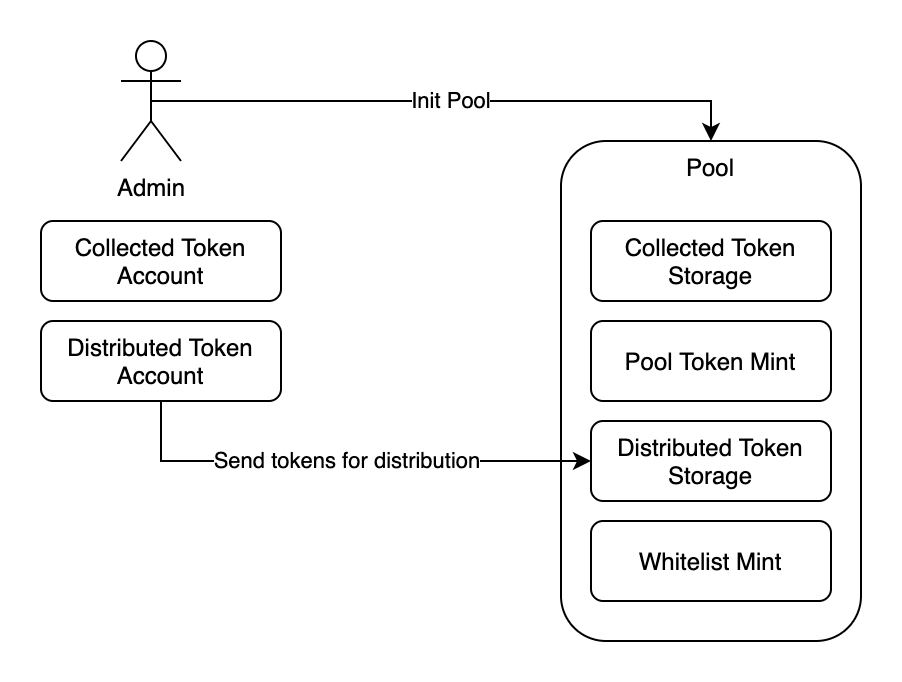 Init Pool
Admin
Pool
Collected Token
Account
Distributed Token
Account
Send tokens for distribution
Collected Token
Storage
Pool Token Mint
Distributed Token
Storage
Whitelist Mint